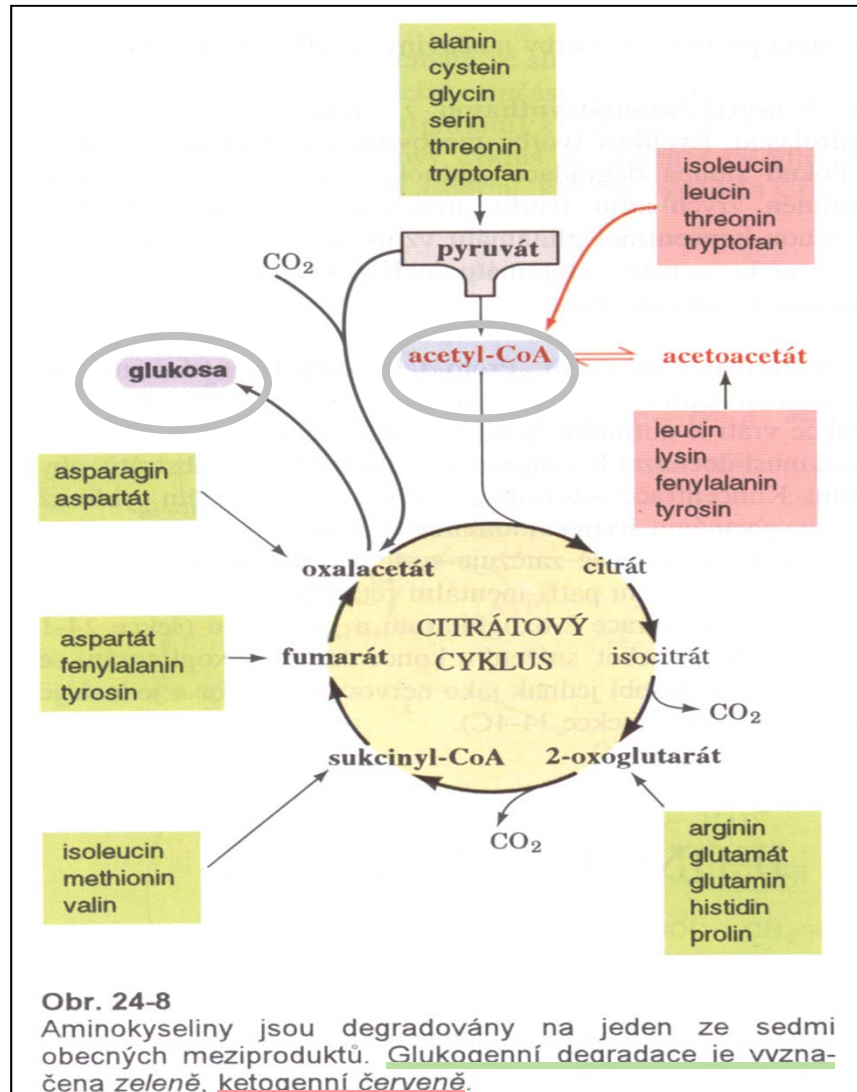 alanin
cystein
glycin
serin
threonin
tryptofan
isoleucin
leucin
threonin
tryptofan
CO₂
pyruvát
glukosa
acetyl-CoA
acetoacetát
leucin
lysin
fenylalanin
tyrosin
asparagin
aspartát
oxalacetát
citrát
aspartát
fenylalanin
tyrosin
fumarát
CITRÁTOVÝ
CYKLUS
isocitrát
CO₂
sukcinyl-CoA
2-oxoglutarát
CO₂
isoleucin
methionin
valin
arginin
glutamát
glutamin
histidin
prolin
Obr. 24-8
Aminokyseliny jsou degradovány na jeden ze sedmi
obecných meziproduktů. Glukogenní degradace je vyzna-
čena zeleně, ketogenní červeně.